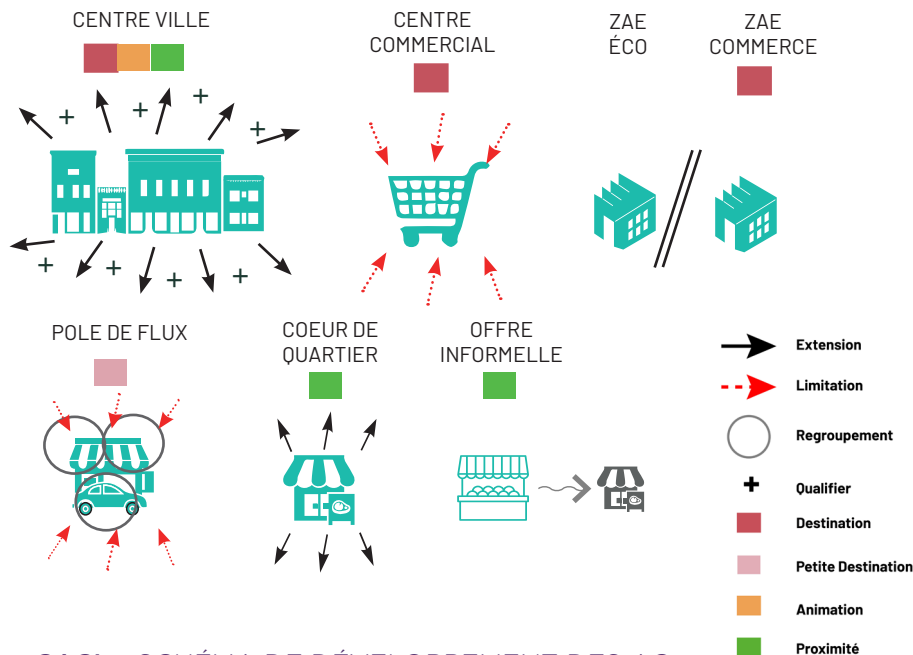 CENTRE VILLE
CENTRE
COMMERCIAL
ZAE
ÉCO
ZAE
COMMERCE
POLE DE FLUX
COEUR DE
QUARTIER
OFFRE
INFORMELLE
Extension
Limitation
Regroupement
+ Qualifier
Destination
Petite Destination
Animation
Proximité